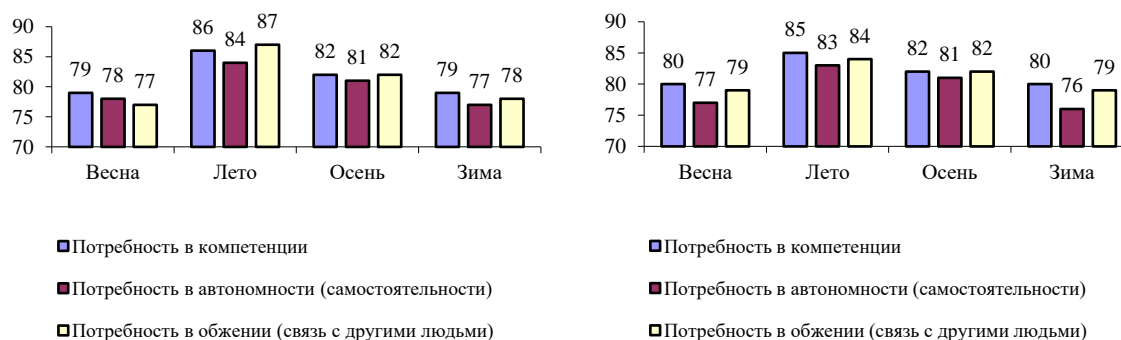 90
85
80
75
70
79 78 77
86 84 87
82 81 82
79 77 78
Весна Лето Осень Зима
Потребность в компетенции
Потребность в автономности (самостоятельности)
Потребность в обжении (связь с другими людьми)
90
85
80
75
70
80 77 79
85 83 84
82 81 82
80 76 79
Весна Лето Осень Зима
Потребность в компетенции
Потребность в автономности (самостоятельности)
Потребность в обжении (связь с другими людьми)